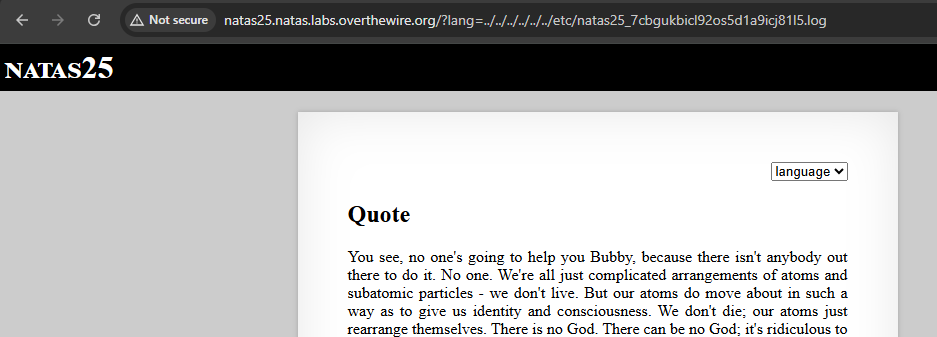 Not secure
natas25.natas.labs.overthewire.org/?lang=../../../../../../etc/natas25_7cbgukbicl92os5d1a9icj81l5.log
NATAS25
language
Quote
You see, no one's going to help you Bubby, because there isn't anybody out
there to do it. No one. We're all just complicated arrangements of atoms and
subatomic particles - we don't live. But our atoms do move about in such a
way as to give us identity and consciousness. We don't die; our atoms just
rearrange themselves. There is no God. There can be no God; it's ridiculous to